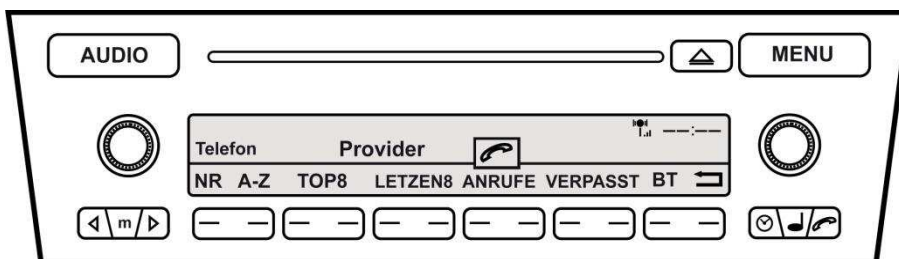 AUDIO MENU
--:--
Telefon Provider
NR A-Z TOP8 LETZEN8 ANRUFE VERPASST BT
m